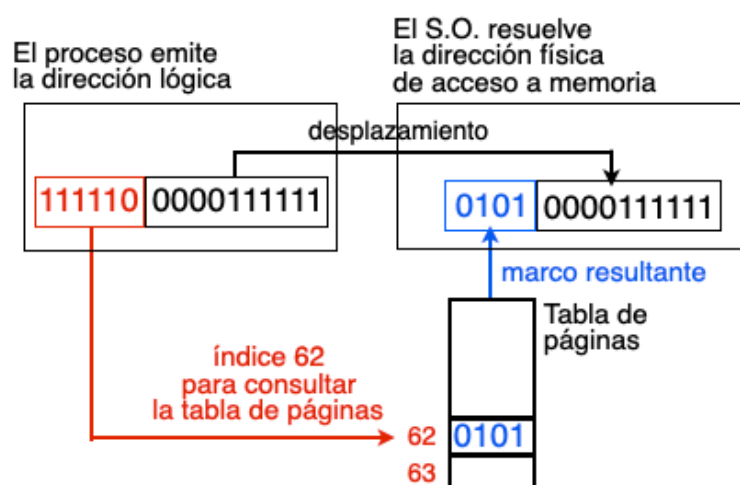 El proceso emite
la dirección lógica
El S.O. resuelve
la dirección física
de acceso a memoria
desplazamiento
111110 0000111111
0101 0000111111
marco resultante
Tabla de
páginas
índice 62
para consultar
la tabla de páginas
62 0101
63